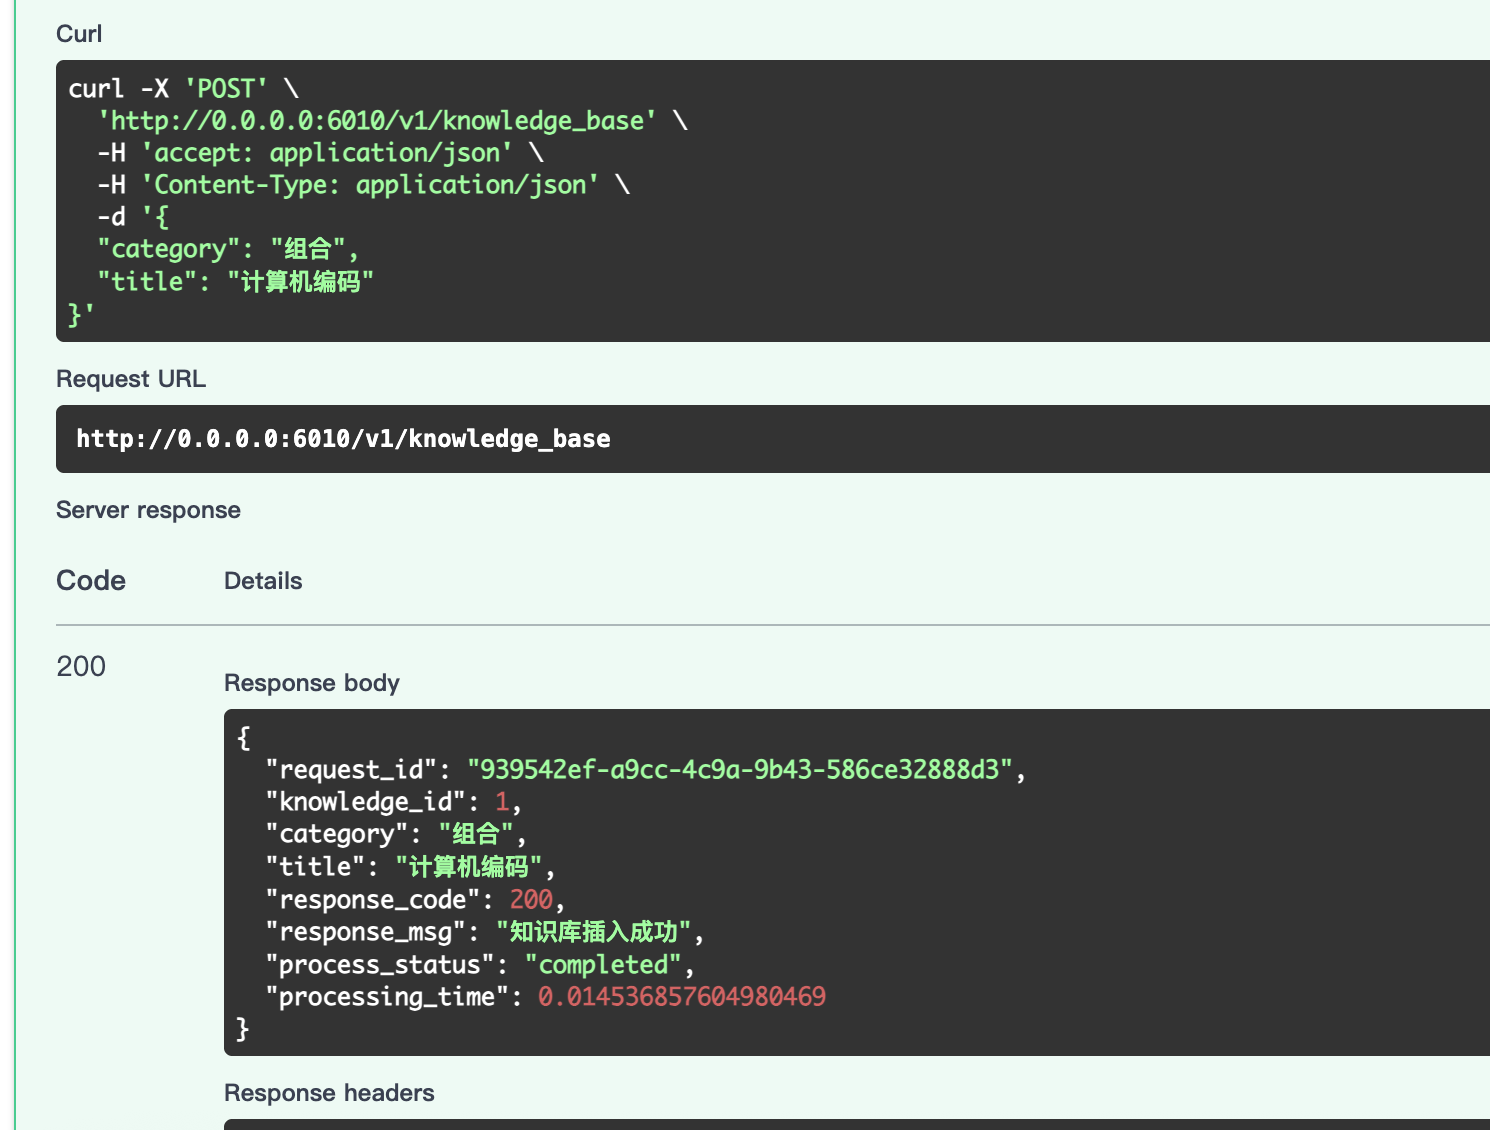 Curl
curl -X 'POST' \
  'http://0.0.0.0:6010/v1/knowledge_base' \
  -H 'accept: application/json' \
  -H 'Content-Type: application/json' \
  -d '{
  "category": "组合",
  "title": "计算机编码"
}'
Request URL
http://0.0.0.0:6010/v1/knowledge_base
Server response
Code Details
200
Response body
{
  "request_id": "939542ef-a9cc-4c9a-9b43-586ce32888d3",
  "knowledge_id": 1,
  "category": "组合",
  "title": "计算机编码",
  "response_code": 200,
  "response_msg": "知识库插入成功",
  "process_status": "completed",
  "processing_time": 0.014536857604980469
}
Response headers